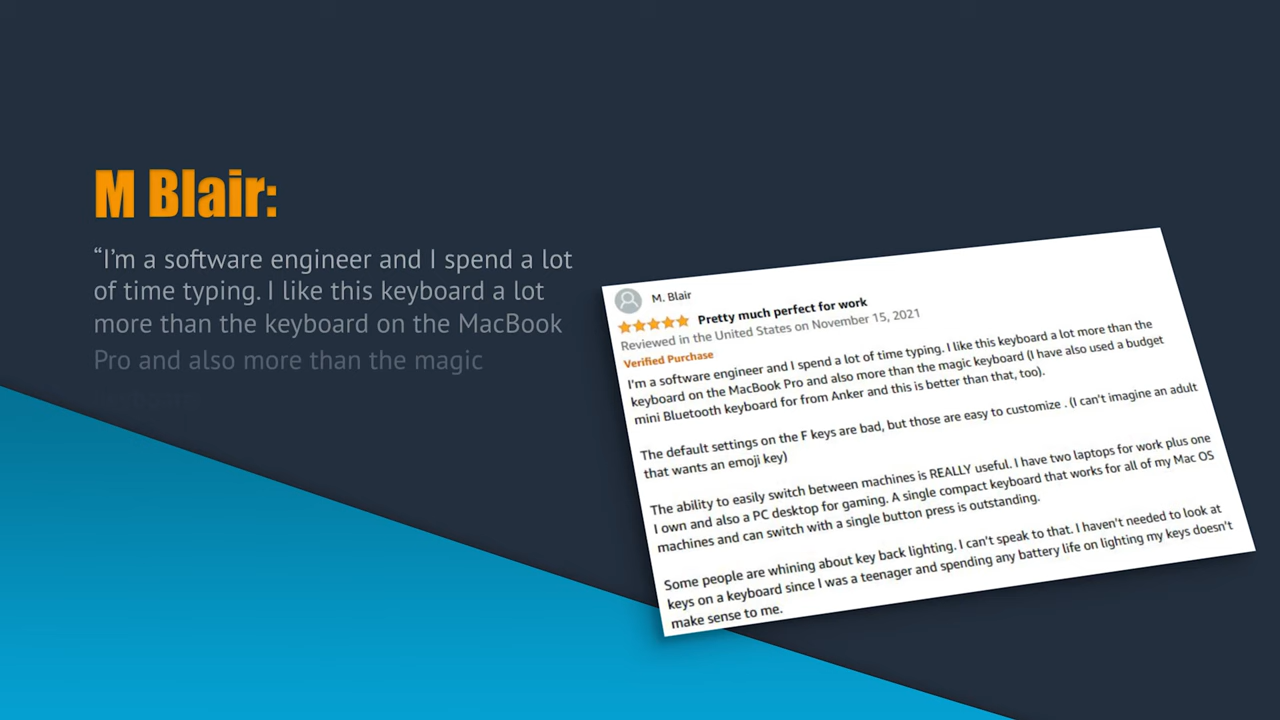 M Blair:
“I’m a software engineer and I spend a lot
of time typing. I like this keyboard a lot
more than the keyboard on the MacBook
Pro and also more than the magic
M. Blair
Pretty much perfect for work
Reviewed in the United States on November 15, 2021
Verified Purchase
I'm a software engineer and I spend a lot of time typing. I like this keyboard a lot more than the
keyboard on the MacBook Pro and also more than the magic keyboard (I have also used a budget
mini Bluetooth keyboard for from Anker and this is better than that, too).
The default settings on the F keys are bad, but those are easy to customize . (I can't imagine an adult
that wants an emoji key)
The ability to easily switch between machines is REALLY useful. I have two laptops for work plus one
I own and also a PC desktop for gaming. A single compact keyboard that works for all of my Mac OS
machines and can switch with a single button press is outstanding.
Some people are whining about key back lighting. I can't speak to that. I haven't needed to look at
keys on a keyboard since I was a teenager and spending any battery life on lighting my keys doesn't
make sense to me.